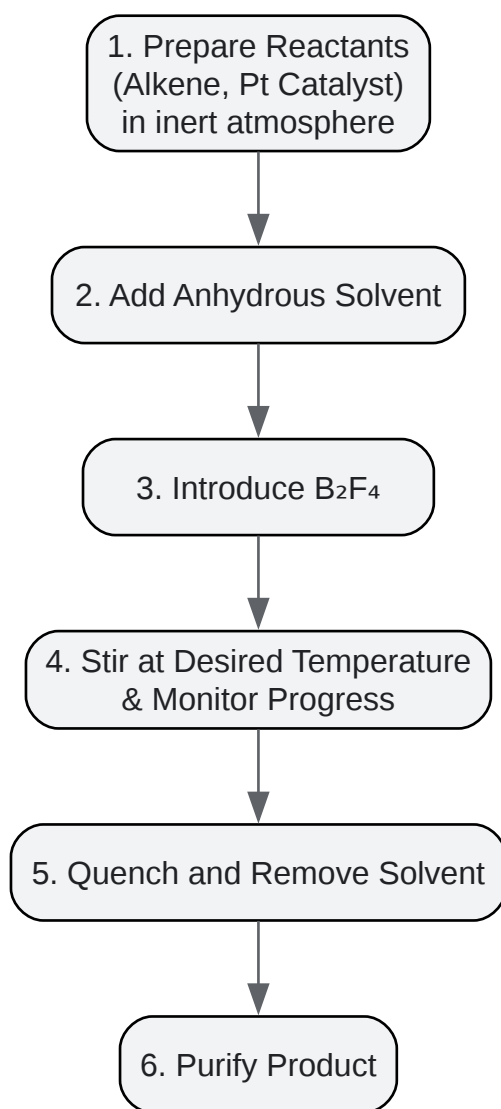 1. Prepare Reactants
(Alkene, Pt Catalyst)
in inert atmosphere
2. Add Anhydrous Solvent
3. Introduce B₂F₄
4. Stir at Desired Temperature
& Monitor Progress
5. Quench and Remove Solvent
6. Purify Product